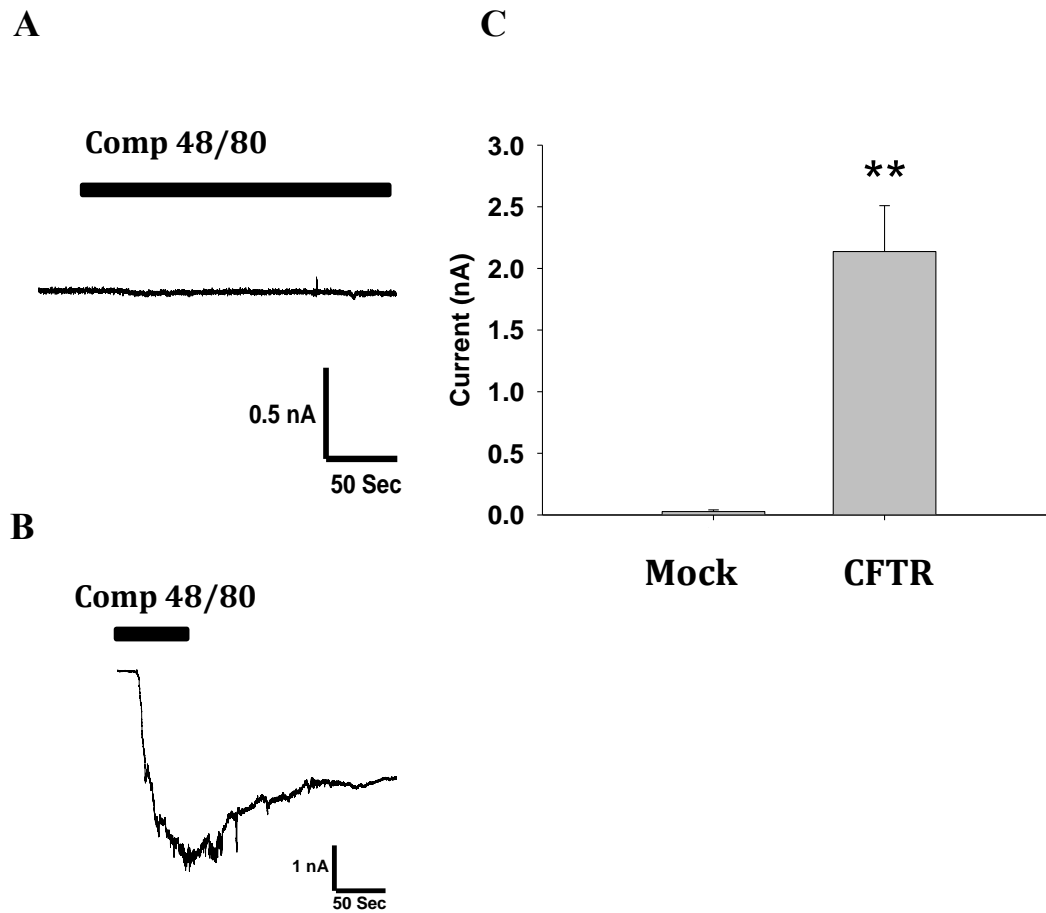 A
Comp 48/80
0.5 nA
50 Sec
B
Comp 48/80
1 nA
50 Sec
C
3.0
2.5
2.0
1.5
1.0
0.5
0.0
Current (nA)
**
Mock CFTR